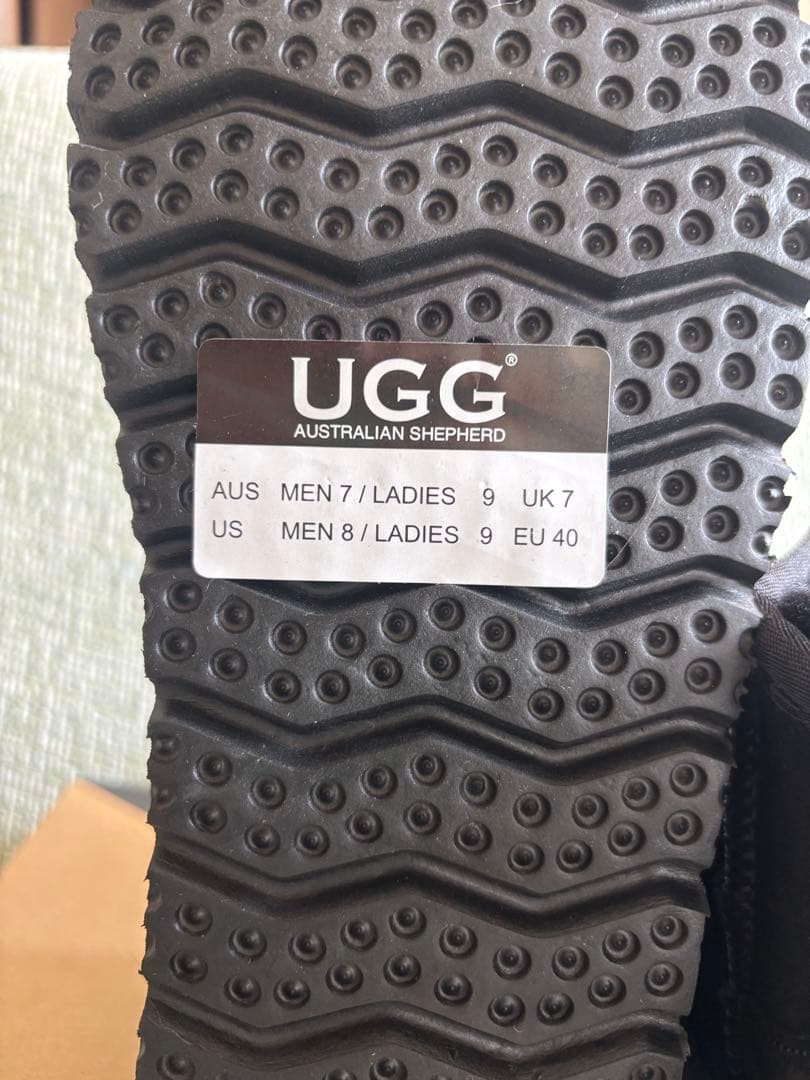 UGG®
AUSTRALIAN SHEPHERD
AUS MEN 7 / LADIES 9 UK 7
US MEN 8 / LADIES 9 EU 40